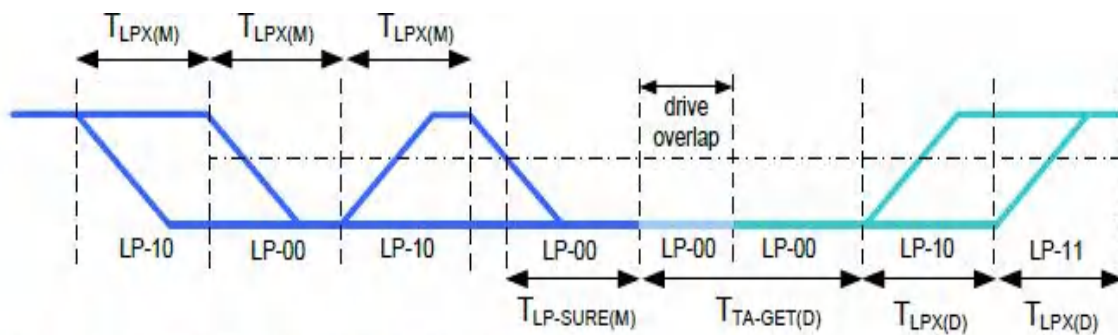 TLPX(M) TLPX(M) TLPX(M)
drive
overlap
LP-10 LP-00 LP-10 LP-00 LP-00 LP-00 LP-10 LP-11
TLP-SURE(M) TTA-GET(D) TLPX(D) TLPX(D)